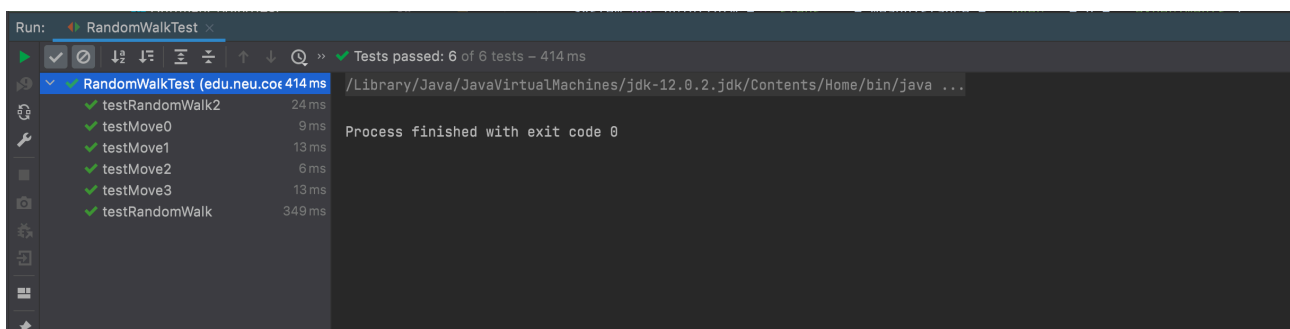 Run: RandomWalkTest
Tests passed: 6 of 6 tests – 414 ms
RandomWalkTest (edu.neu.coe 414 ms
testRandomWalk2 24 ms
testMove0 9 ms
testMove1 13 ms
testMove2 6 ms
testMove3 13 ms
testRandomWalk 349 ms
/Library/Java/JavaVirtualMachines/jdk-12.0.2.jdk/Contents/Home/bin/java ...
Process finished with exit code 0